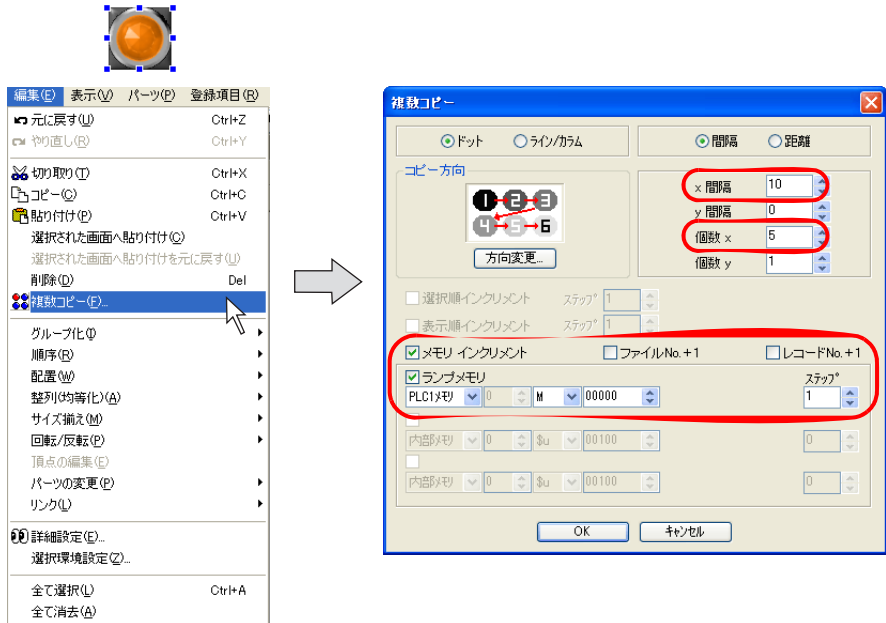 編集(E) 表示(V) パーツ(P) 登録項目(R)
元に戻す(U) Ctrl+Z
やり直し(R) Ctrl+Y
切り取り(T) Ctrl+X
コピー(C) Ctrl+C
貼り付け(P) Ctrl+V
選択された画面へ貼り付け(C)
選択された画面へ貼り付けを元に戻す(U)
削除(D) Del
複数コピー(F)...
グループ化(I)
順序(R)
配置(W)
整列(均等化)(A)
サイズ揃え(M)
回転/反転(P)
頂点の編集(E)
パーツの変更(P)
リンク(L)
詳細設定(E)...
選択環境設定(Z)...
全て選択(L) Ctrl+A
全て消去(A)
複数コピー
ドット ライン/カラム
間隔 距離
コピー方向
1 2 3
4 5 6
方向変更...
x 間隔 10
y 間隔 0
個数 x 5
個数 y 1
選択順インクリメント ステップ 1
表示順インクリメント ステップ 1
メモリ インクリメント ファイルNo.+1 レコードNo.+1
ランプメモリ ステップ
PLC1メモリ 0 M 00000 1
内部メモリ 0 $u 00100 0
内部メモリ 0 $u 00100 0
OK キャンセル